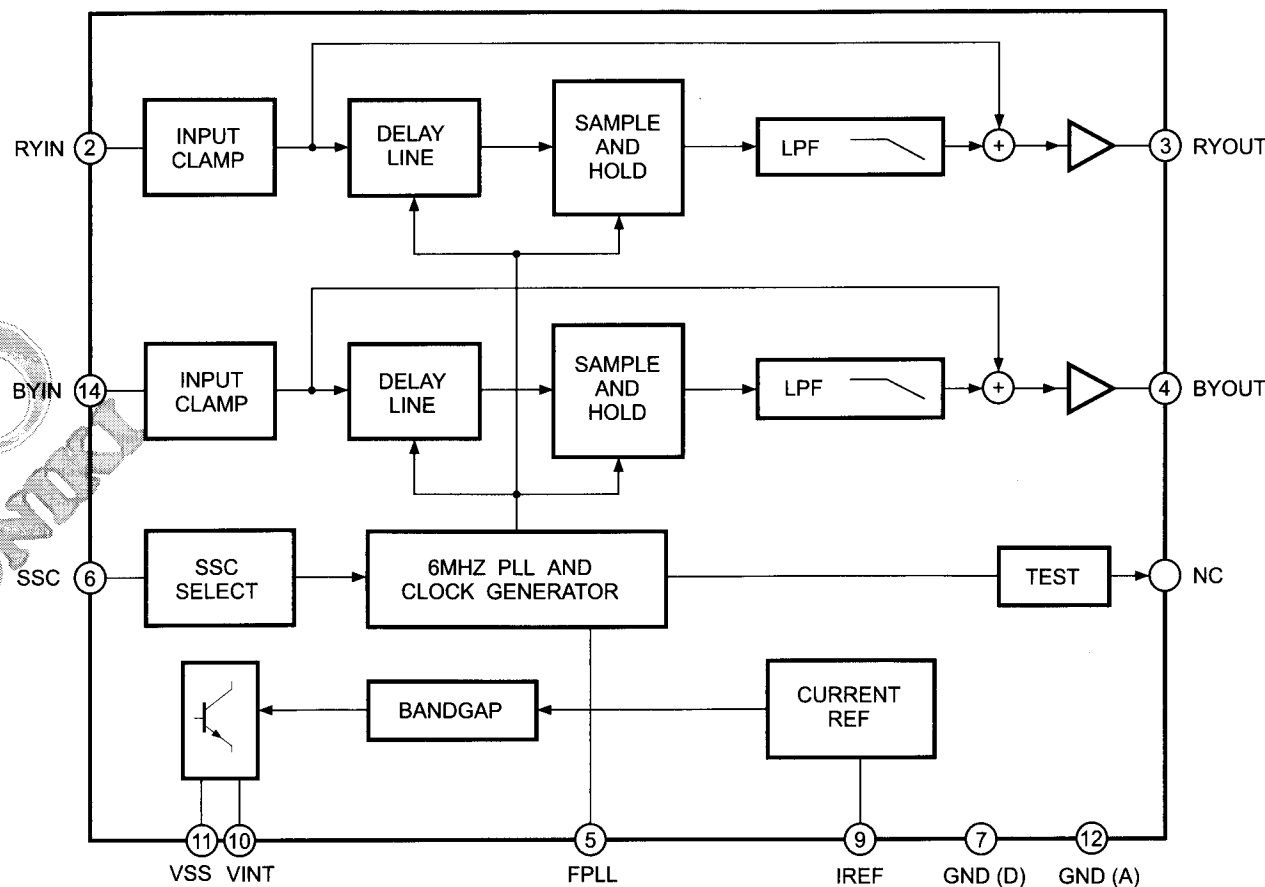 RYIN
2
INPUT
CLAMP
DELAY
LINE
SAMPLE
AND
HOLD
LPF
+
3
RYOUT
BYIN
14
INPUT
CLAMP
DELAY
LINE
SAMPLE
AND
HOLD
LPF
+
4
BYOUT
SSC
6
SSC
SELECT
6MHZ PLL AND
CLOCK GENERATOR
TEST
NC
BANDGAP
CURRENT
REF
11
10
5
9
7
12
VSS
VINT
FPLL
IREF
GND (D)
GND (A)